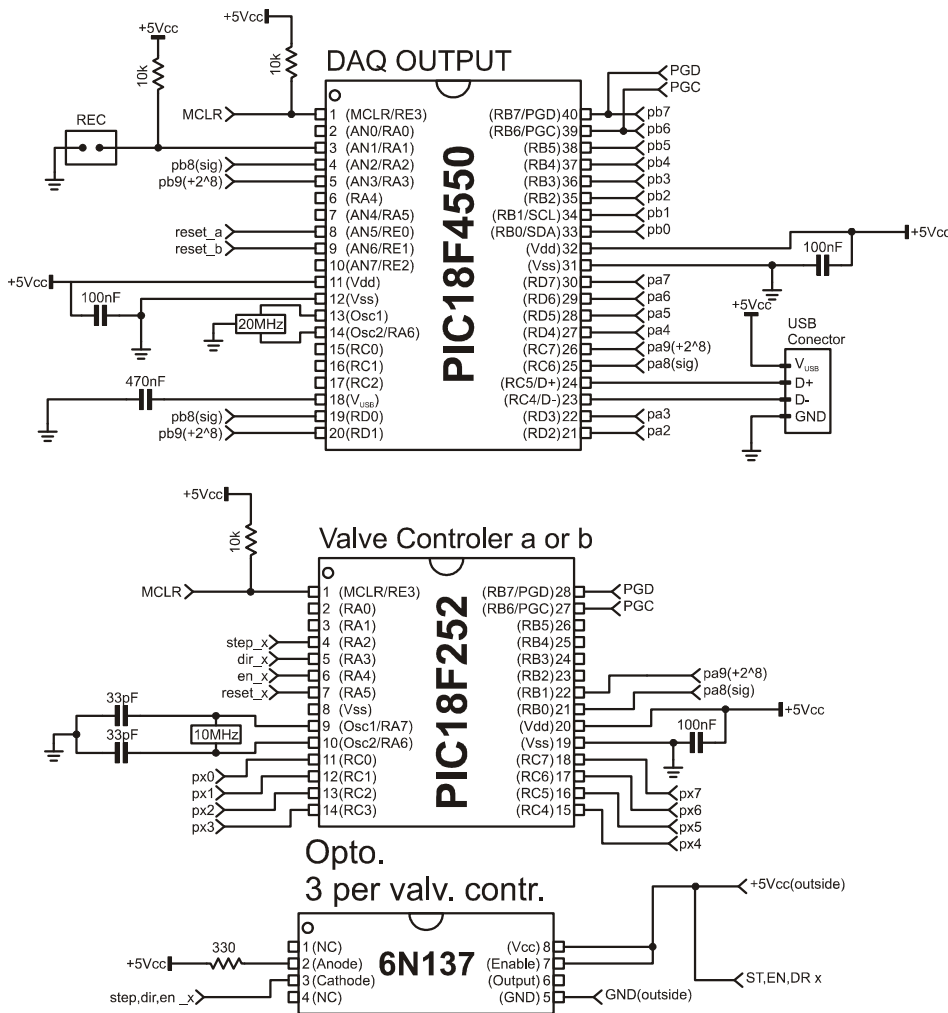 +5Vcc
+5Vcc
10k
10k
DAQ OUTPUT
PGD
PGC
MCLR
REC
pb8(sig)
pb9(+2^8)
reset_a
reset_b
+5Vcc
100nF
20MHz
470nF
pb8(sig)
pb9(+2^8)
1 (MCLR/RE3)
2 (AN0/RA0)
3 (AN1/RA1)
4 (AN2/RA2)
5 (AN3/RA3)
6 (RA4)
7 (AN4/RA5)
8 (AN5/RE0)
9 (AN6/RE1)
10 (AN7/RE2)
11 (Vdd)
12 (Vss)
13 (Osc1)
14 (Osc2/RA6)
15 (RC0)
16 (RC1)
17 (RC2)
18 (VUSB)
19 (RD0)
20 (RD1)
PIC18F4550
(RB7/PGD) 40
(RB6/PGC) 39
(RB5) 38
(RB4) 37
(RB3) 36
(RB2) 35
(RB1/SCL) 34
(RB0/SDA) 33
(Vdd) 32
(Vss) 31
(RD7) 30
(RD6) 29
(RD5) 28
(RD4) 27
(RC7) 26
(RC6) 25
(RC5/D+) 24
(RC4/D-) 23
(RD3) 22
(RD2) 21
pb7
pb6
pb5
pb4
pb3
pb2
pb1
pb0
pa7
pa6
pa5
pa4
pa9(+2^8)
pa8(sig)
pa3
pa2
100nF
+5Vcc
+5Vcc
USB
Conector
VUSB
D+
D-
GND
+5Vcc
10k
Valve Controler a or b
MCLR
step_x
dir_x
en_x
reset_x
33pF
33pF
10MHz
px0
px1
px2
px3
1 (MCLR/RE3)
2 (RA0)
3 (RA1)
4 (RA2)
5 (RA3)
6 (RA4)
7 (RA5)
8 (Vss)
9 (Osc1/RA7)
10 (Osc2/RA6)
11 (RC0)
12 (RC1)
13 (RC2)
14 (RC3)
PIC18F252
(RB7/PGD) 28
(RB6/PGC) 27
(RB5) 26
(RB4) 25
(RB3) 24
(RB2) 23
(RB1) 22
(RB0) 21
(Vdd) 20
(Vss) 19
(RC7) 18
(RC6) 17
(RC5) 16
(RC4) 15
PGD
PGC
pa9(+2^8)
pa8(sig)
100nF
+5Vcc
px7
px6
px5
px4
Opto.
3 per valv. contr.
330
+5Vcc
step,dir,en _x
1 (NC)
2 (Anode)
3 (Cathode)
4 (NC)
6N137
(Vcc) 8
(Enable) 7
(Output) 6
(GND) 5
+5Vcc(outside)
ST,EN,DR x
GND(outside)